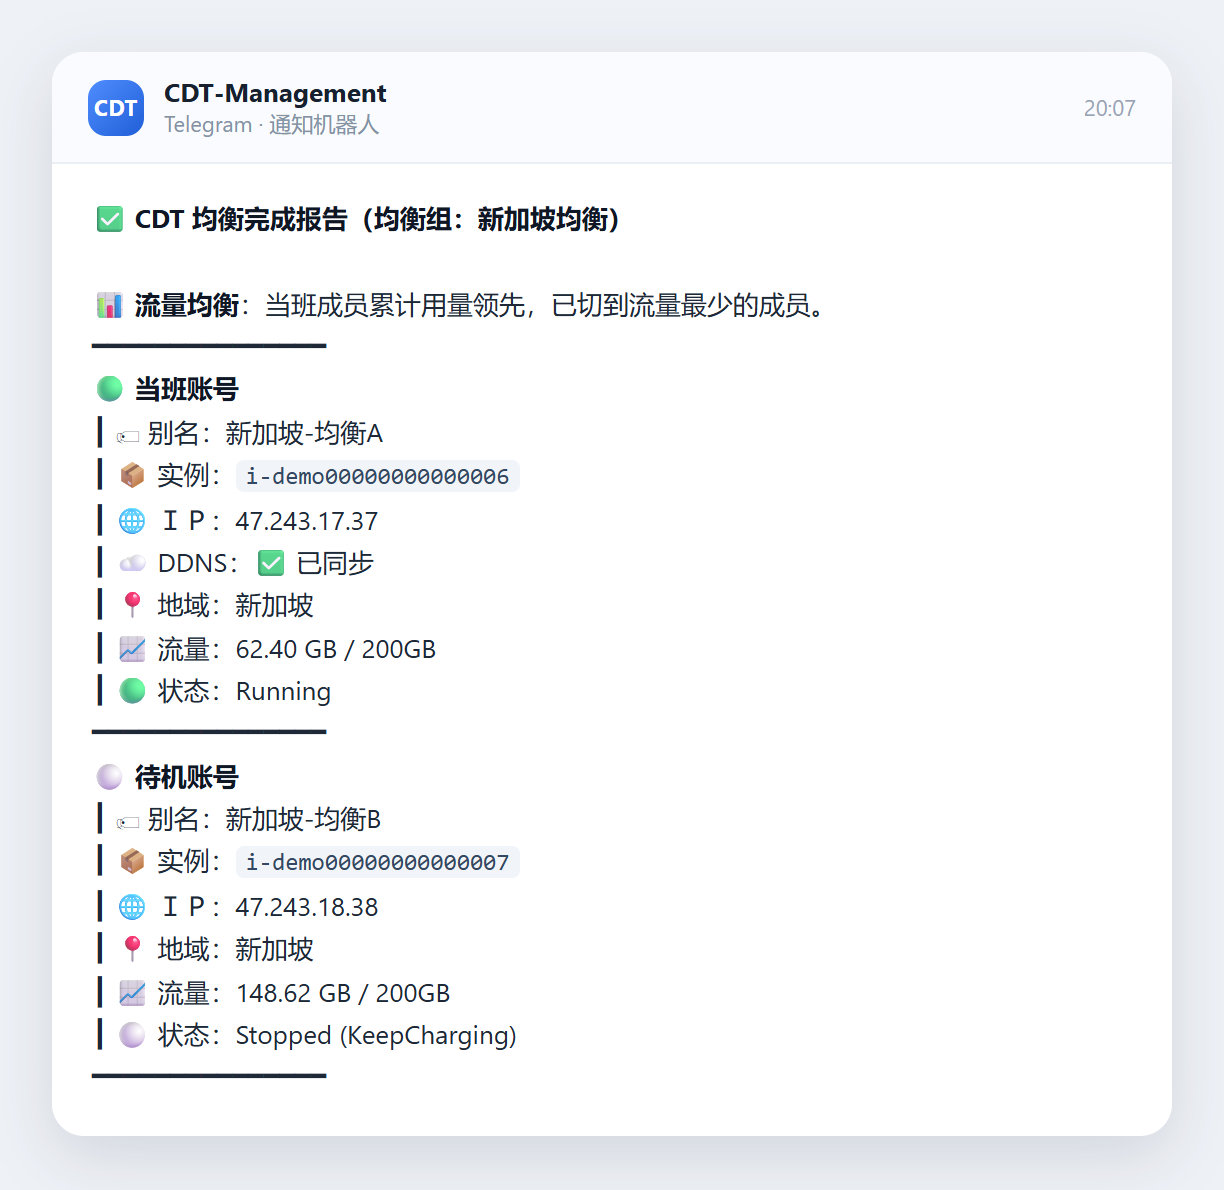 CDT
CDT-Management
Telegram · 通知机器人
20:07
✅ CDT 均衡完成报告（均衡组：新加坡均衡）
📊 流量均衡：当班成员累计用量领先，已切到流量最少的成员。
🟢 当班账号
┃ 🏷 别名：新加坡-均衡A
┃ 📦 实例：i-demo00000000000006
┃ 🌐 ＩＰ：47.243.17.37
┃ ☁️ DDNS：✅ 已同步
┃ 📍 地域：新加坡
┃ 📈 流量：62.40 GB / 200GB
┃ 🟢 状态：Running
⚪ 待机账号
┃ 🏷 别名：新加坡-均衡B
┃ 📦 实例：i-demo00000000000007
┃ 🌐 ＩＰ：47.243.18.38
┃ 📍 地域：新加坡
┃ 📈 流量：148.62 GB / 200GB
┃ ⚪ 状态：Stopped (KeepCharging)